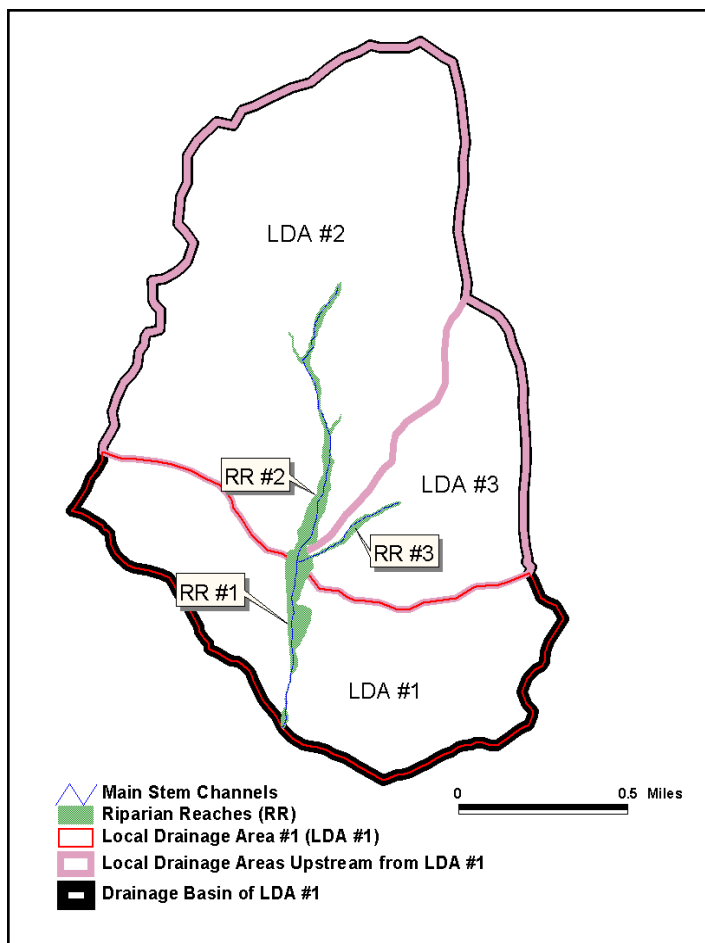 LDA #2
RR #2
LDA #3
RR #3
RR #1
LDA #1
Main Stem Channels
Riparian Reaches (RR)
Local Drainage Area #1 (LDA #1)
Local Drainage Areas Upstream from LDA #1
Drainage Basin of LDA #1
0 0.5 Miles